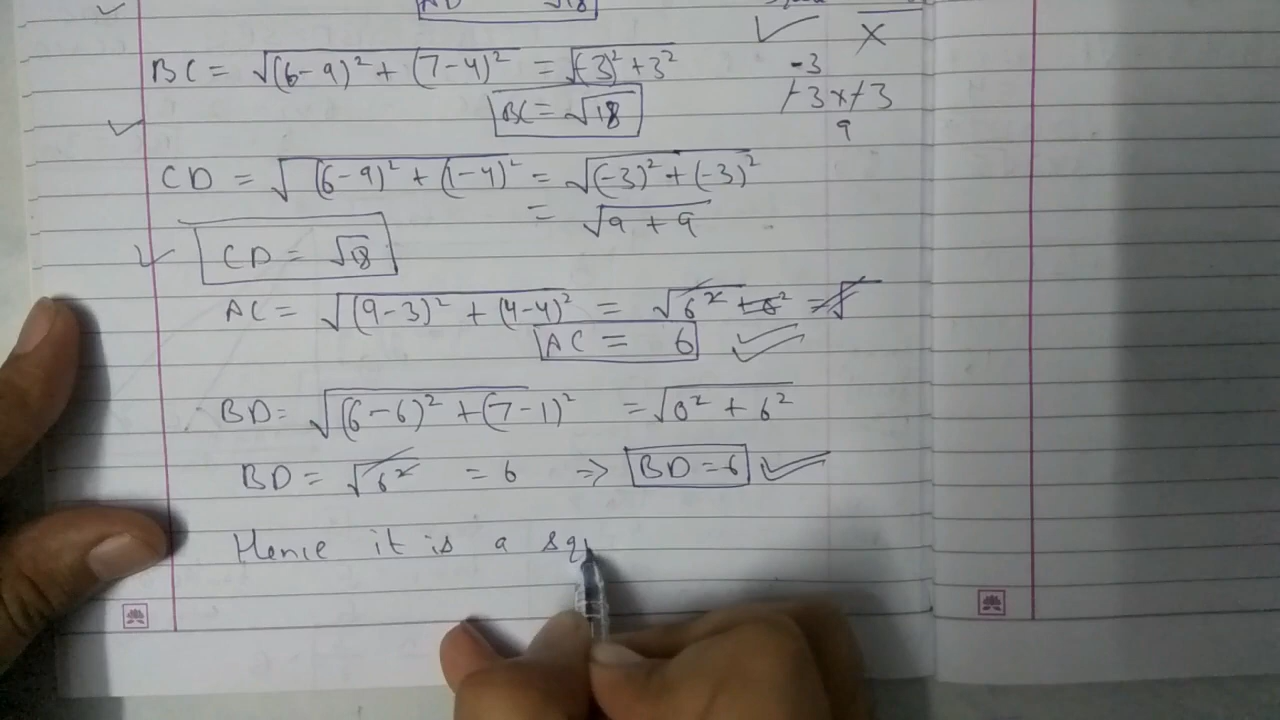 AD √18
BC = √(6-9)² + (7-4)² = √(-3)² + 3²
X
-3
BC = √18
-3 x -3
9
CD = √(6-9)² + (1-4)² = √(-3)² + (-3)²
= √9 + 9
CD = √18
AC = √(9-3)² + (4-4)² = √6² + 0² = √
AC = 6
BD = √(6-6)² + (7-1)² = √0² + 6²
BD = √6² = 6 ⇒ BD = 6
Hence it is a squ